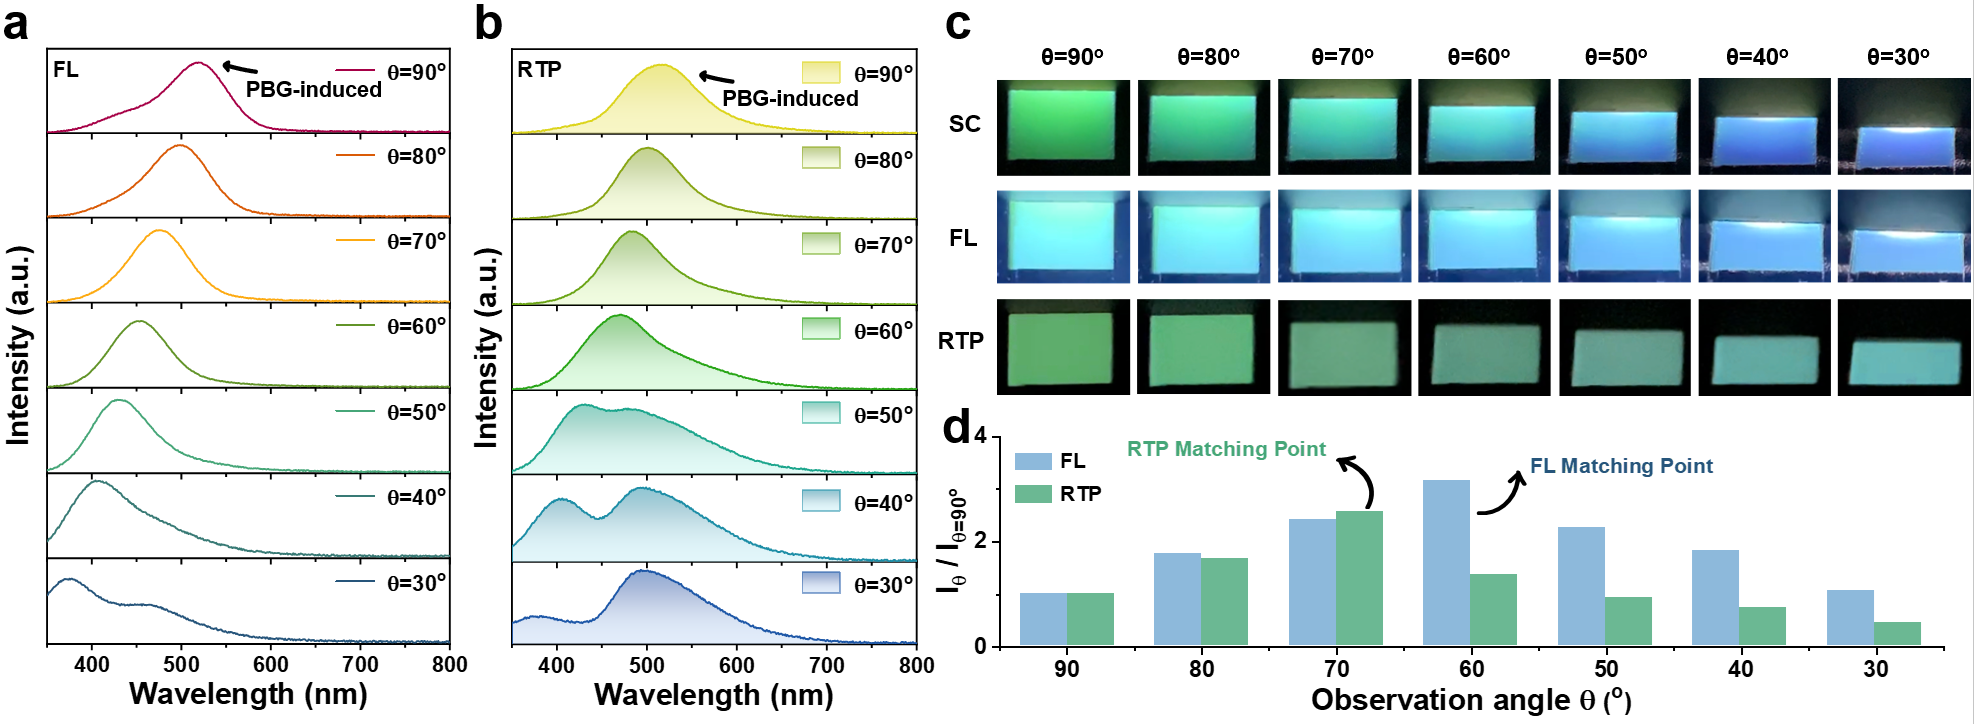 a
FL
θ=90°
PBG-induced
θ=80°
θ=70°
θ=60°
θ=50°
θ=40°
θ=30°
400 500 600 700 800
Wavelength (nm)
Intensity (a.u.)
b
RTP
θ=90°
PBG-induced
θ=80°
θ=70°
θ=60°
θ=50°
θ=40°
θ=30°
400 500 600 700 800
Wavelength (nm)
Intensity (a.u.)
c
θ=90° θ=80° θ=70° θ=60° θ=50° θ=40° θ=30°
SC
FL
RTP
d
4
2
0
Iθ / Iθ=90°
FL
RTP
RTP Matching Point
FL Matching Point
90 80 70 60 50 40 30
Observation angle θ (°)